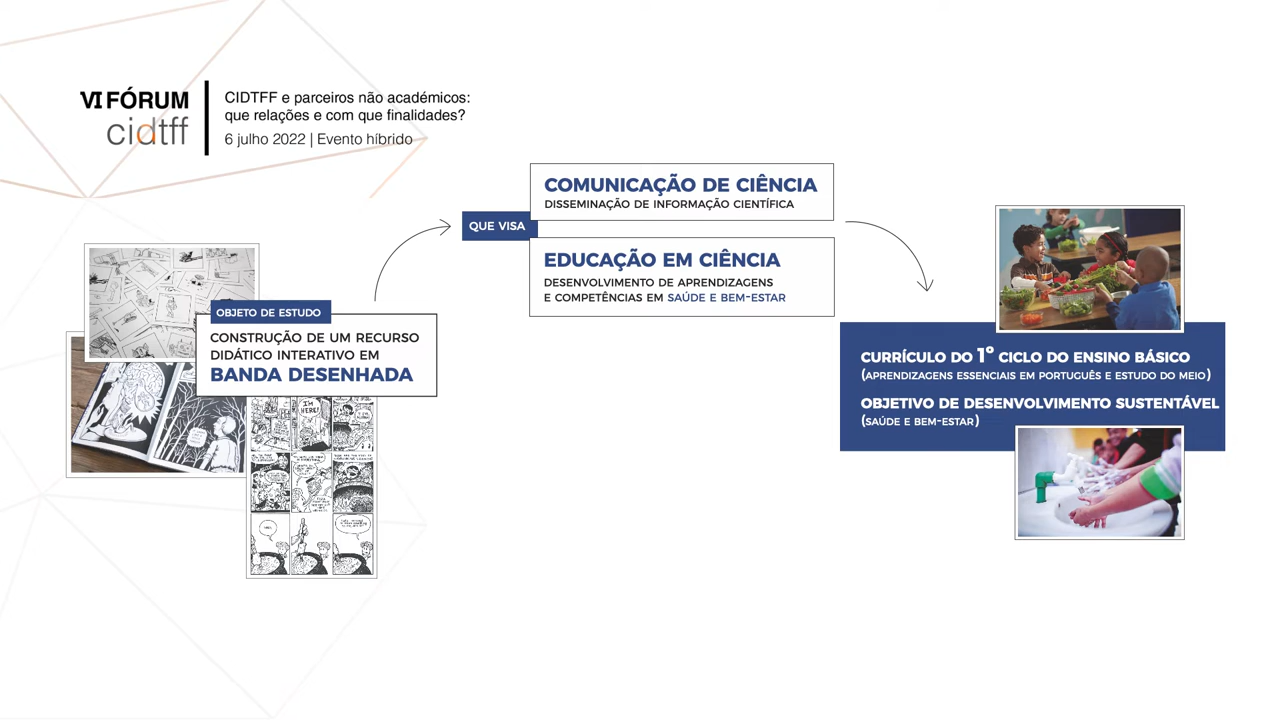 VI FÓRUM
cidtff
CIDTFF e parceiros não académicos:
que relações e com que finalidades?
6 julho 2022 | Evento híbrido
OBJETO DE ESTUDO
CONSTRUÇÃO DE UM RECURSO
DIDÁTICO INTERATIVO EM
BANDA DESENHADA
I'M
HERE!
QUE VISA
COMUNICAÇÃO DE CIÊNCIA
DISSEMINAÇÃO DE INFORMAÇÃO CIENTÍFICA
EDUCAÇÃO EM CIÊNCIA
DESENVOLVIMENTO DE APRENDIZAGENS
E COMPETÊNCIAS EM SAÚDE E BEM-ESTAR
CURRÍCULO DO 1º CICLO DO ENSINO BÁSICO
(APRENDIZAGENS ESSENCIAIS EM PORTUGUÊS E ESTUDO DO MEIO)
OBJETIVO DE DESENVOLVIMENTO SUSTENTÁVEL
(SAÚDE E BEM-ESTAR)